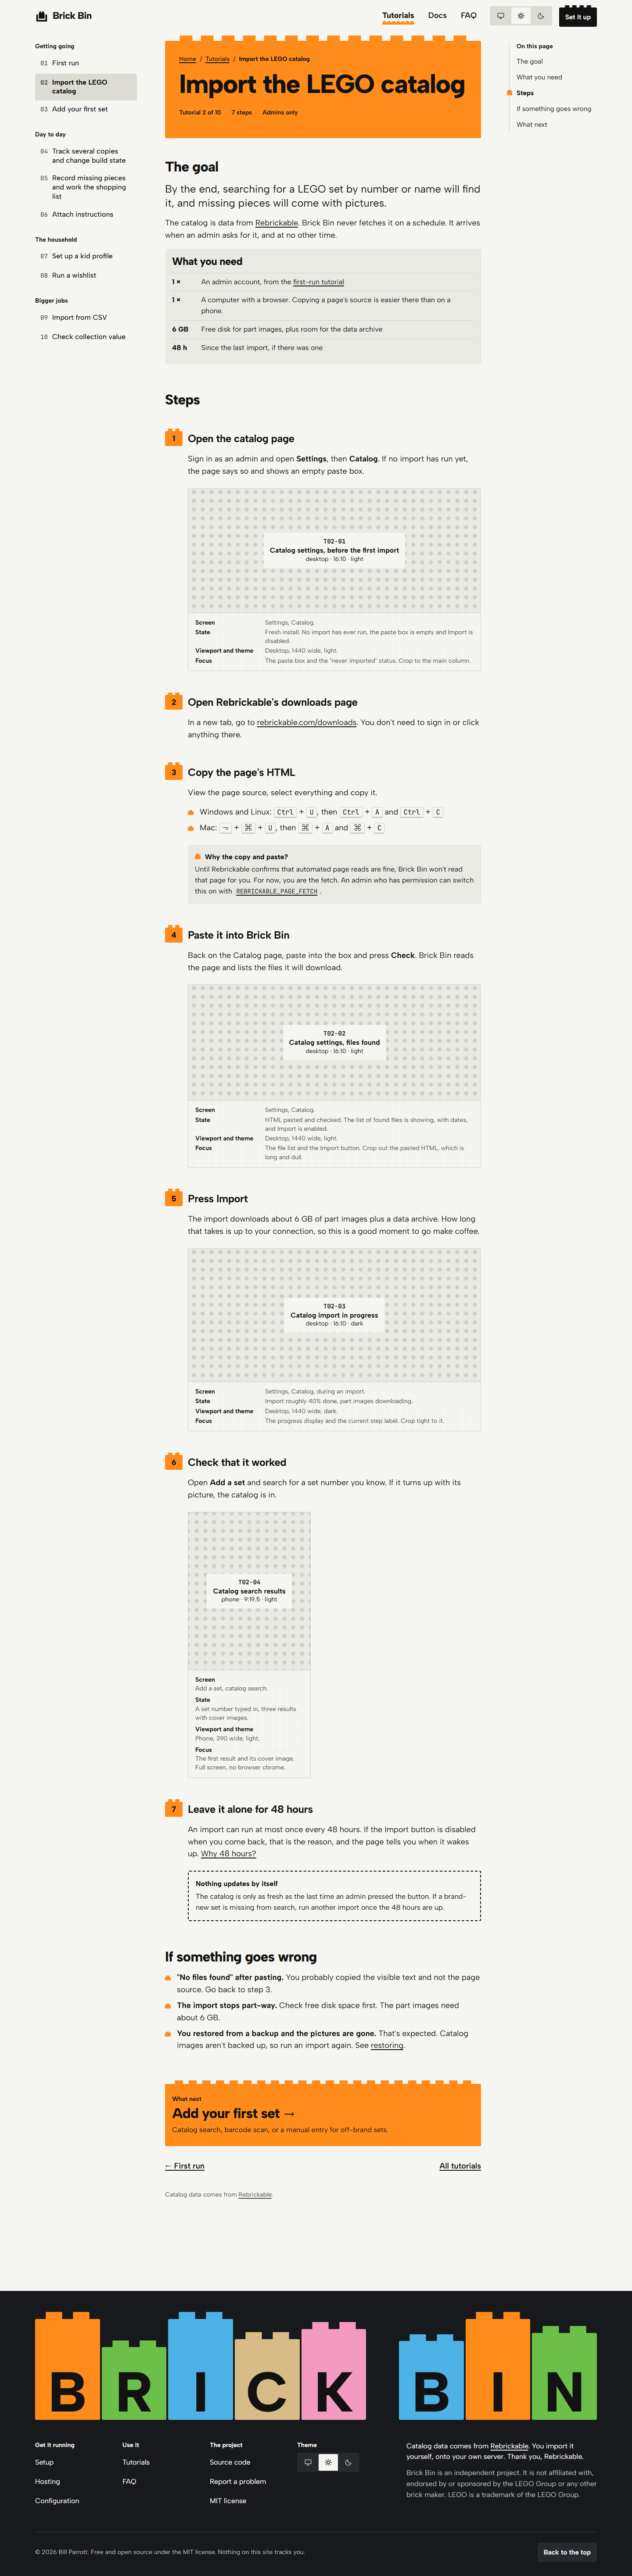 Brick Bin
Tutorials
Docs
FAQ
Set it up
Getting going
01 First run
02 Import the LEGO
catalog
03 Add your first set
Day to day
04 Track several copies
and change build state
05 Record missing pieces
and work the shopping
list
06 Attach instructions
The household
07 Set up a kid profile
08 Run a wishlist
Bigger jobs
09 Import from CSV
10 Check collection value
Home / Tutorials / Import the LEGO catalog
Import the LEGO catalog
Tutorial 2 of 10 7 steps Admins only
On this page
The goal
What you need
Steps
If something goes wrong
What next
The goal
By the end, searching for a LEGO set by number or name will find
it, and missing pieces will come with pictures.
The catalog is data from Rebrickable. Brick Bin never fetches it on a schedule. It arrives
when an admin asks for it, and at no other time.
What you need
1 × An admin account, from the first-run tutorial
1 × A computer with a browser. Copying a page's source is easier there than on a
phone.
6 GB Free disk for part images, plus room for the data archive
48 h Since the last import, if there was one
Steps
1 Open the catalog page
Sign in as an admin and open Settings, then Catalog. If no import has run yet,
the page says so and shows an empty paste box.
T02-01
Catalog settings, before the first import
desktop · 16:10 · light
Screen Settings, Catalog.
State Fresh install. No import has ever run, the paste box is empty and Import is
disabled.
Viewport and theme Desktop, 1440 wide, light.
Focus The paste box and the "never imported" status. Crop to the main column.
2 Open Rebrickable's downloads page
In a new tab, go to rebrickable.com/downloads. You don't need to sign in or click
anything there.
3 Copy the page's HTML
View the page source, select everything and copy it.
Windows and Linux: Ctrl + U, then Ctrl + A and Ctrl + C
Mac: ⌥ + ⌘ + U, then ⌘ + A and ⌘ + C
Why the copy and paste?
Until Rebrickable confirms that automated page reads are fine, Brick Bin won't read
that page for you. For now, you are the fetch. An admin who has permission can switch
this on with REBRICKABLE_PAGE_FETCH.
4 Paste it into Brick Bin
Back on the Catalog page, paste into the box and press Check. Brick Bin reads
the page and lists the files it will download.
T02-02
Catalog settings, files found
desktop · 16:10 · light
Screen Settings, Catalog.
State HTML pasted and checked. The list of found files is showing, with dates,
and Import is enabled.
Viewport and theme Desktop, 1440 wide, light.
Focus The file list and the Import button. Crop out the pasted HTML, which is
long and dull.
5 Press Import
The import downloads about 6 GB of part images plus a data archive. How long
that takes is up to your connection, so this is a good moment to go make coffee.
T02-03
Catalog import in progress
desktop · 16:10 · dark
Screen Settings, Catalog, during an import.
State Import roughly 40% done, part images downloading.
Viewport and theme Desktop, 1440 wide, dark.
Focus The progress display and the current step label. Crop tight to it.
6 Check that it worked
Open Add a set and search for a set number you know. If it turns up with its
picture, the catalog is in.
T02-04
Catalog search results
phone · 9:19.5 · light
Screen
Add a set, catalog search.
State
A set number typed in, three results
with cover images.
Viewport and theme
Phone, 390 wide, light.
Focus
The first result and its cover image.
Full screen, no browser chrome.
7 Leave it alone for 48 hours
An import can run at most once every 48 hours. If the Import button is disabled
when you come back, that is the reason, and the page tells you when it wakes
up. Why 48 hours?
Nothing updates by itself
The catalog is only as fresh as the last time an admin pressed the button. If a brand-
new set is missing from search, run another import once the 48 hours are up.
If something goes wrong
"No files found" after pasting. You probably copied the visible text and not the page
source. Go back to step 3.
The import stops part-way. Check free disk space first. The part images need
about 6 GB.
You restored from a backup and the pictures are gone. That's expected. Catalog
images aren't backed up, so run an import again. See restoring.
What next
Add your first set →
Catalog search, barcode scan, or a manual entry for off-brand sets.
← First run
All tutorials
Catalog data comes from Rebrickable.
BRICK BIN
Get it running
Setup
Hosting
Configuration
Use it
Tutorials
FAQ
The project
Source code
Report a problem
MIT license
Theme
Catalog data comes from Rebrickable. You import it
yourself, onto your own server. Thank you, Rebrickable.
Brick Bin is an independent project. It is not affiliated with,
endorsed by or sponsored by the LEGO Group or any other
brick maker. LEGO is a trademark of the LEGO Group.
© 2026 Bill Parrott. Free and open source under the MIT license. Nothing on this site tracks you.
Back to the top